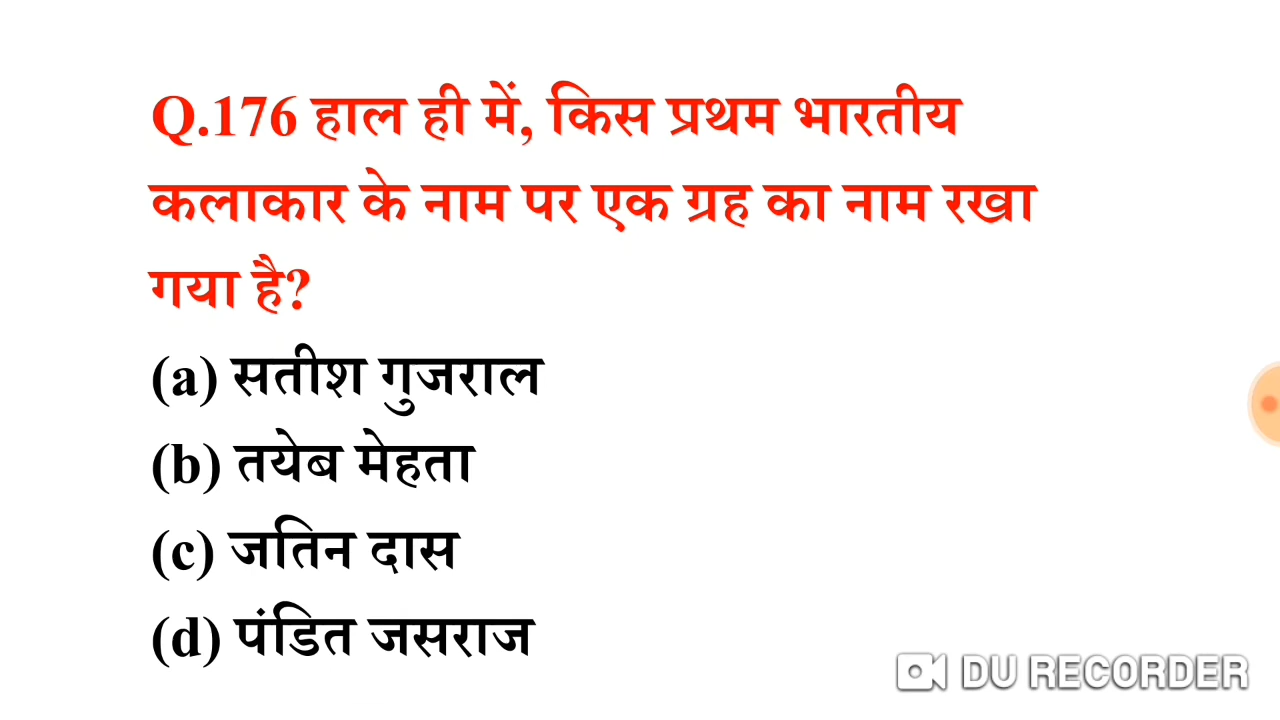 Q.176 हाल ही में, किस प्रथम भारतीय
कलाकार के नाम पर एक ग्रह का नाम रखा
गया है?
(a) सतीश गुजराल
(b) तयेब मेहता
(c) जतिन दास
(d) पंडित जसराज
DU RECORDER